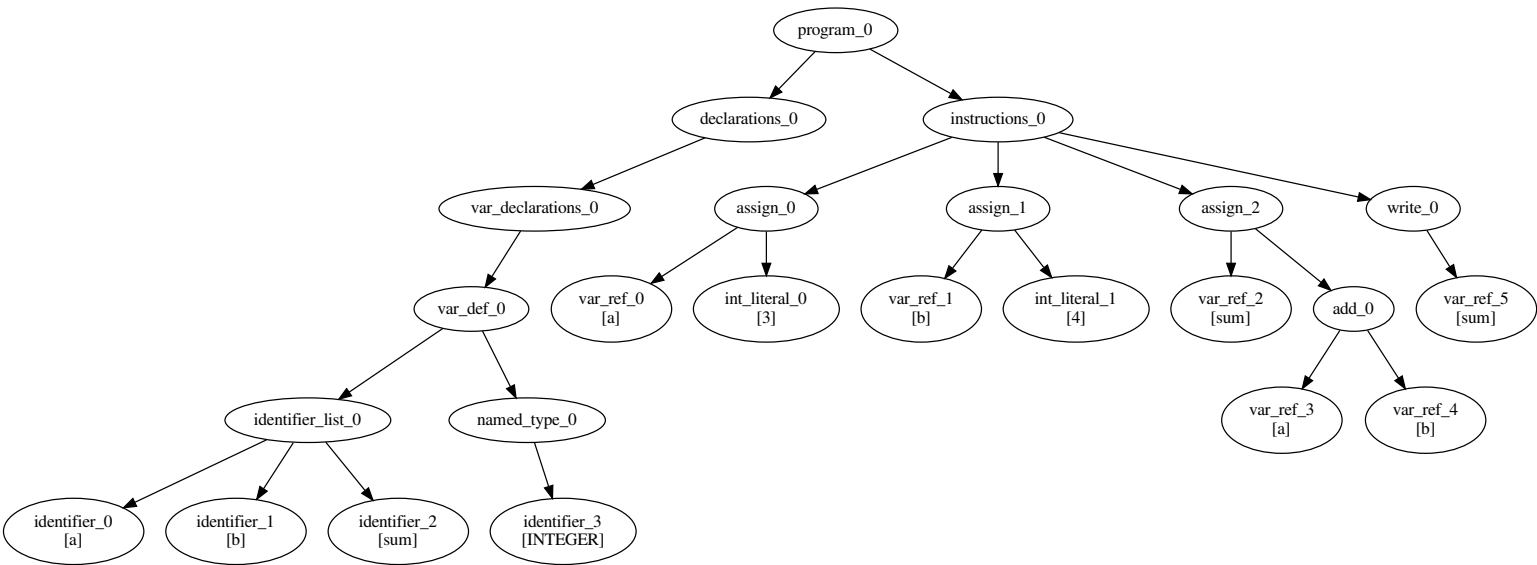 program_0
declarations_0
instructions_0
var_declarations_0
assign_0
assign_1
assign_2
write_0
var_def_0
var_ref_0
[a]
int_literal_0
[3]
var_ref_1
[b]
int_literal_1
[4]
var_ref_2
[sum]
add_0
var_ref_5
[sum]
identifier_list_0
named_type_0
var_ref_3
[a]
var_ref_4
[b]
identifier_0
[a]
identifier_1
[b]
identifier_2
[sum]
identifier_3
[INTEGER]